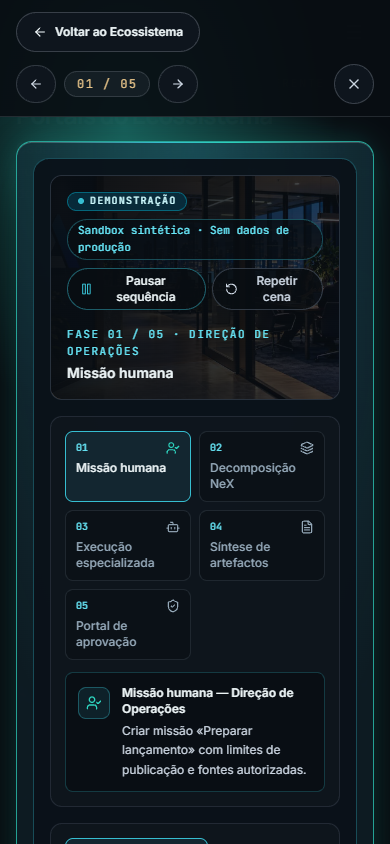 Voltar ao Ecossistema
01 / 05
DEMONSTRAÇÃO
Sandbox sintética · Sem dados de
produção
Pausar
sequência
Repetir
cena
FASE 01 / 05 · DIREÇÃO DE
OPERAÇÕES
Missão humana
01
Missão humana
02
Decomposição
NeX
03
Execução
especializada
04
Síntese de
artefactos
05
Portal de
aprovação
Missão humana — Direção de
Operações
Criar missão «Preparar
lançamento» com limites de
publicação e fontes autorizadas.